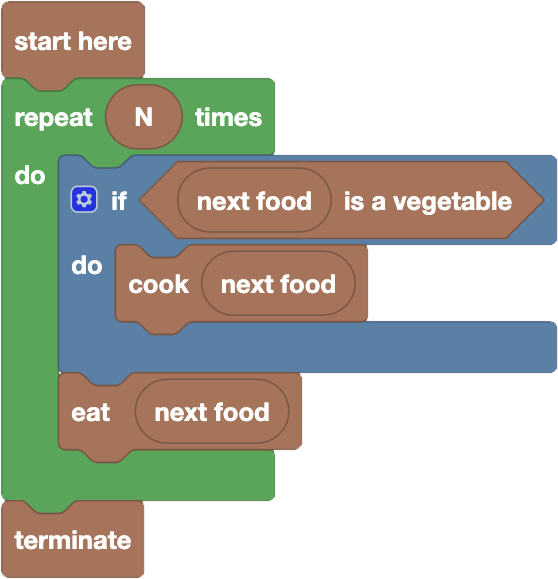 start here
repeat N times
do
if next food is a vegetable
do
cook next food
eat next food
terminate